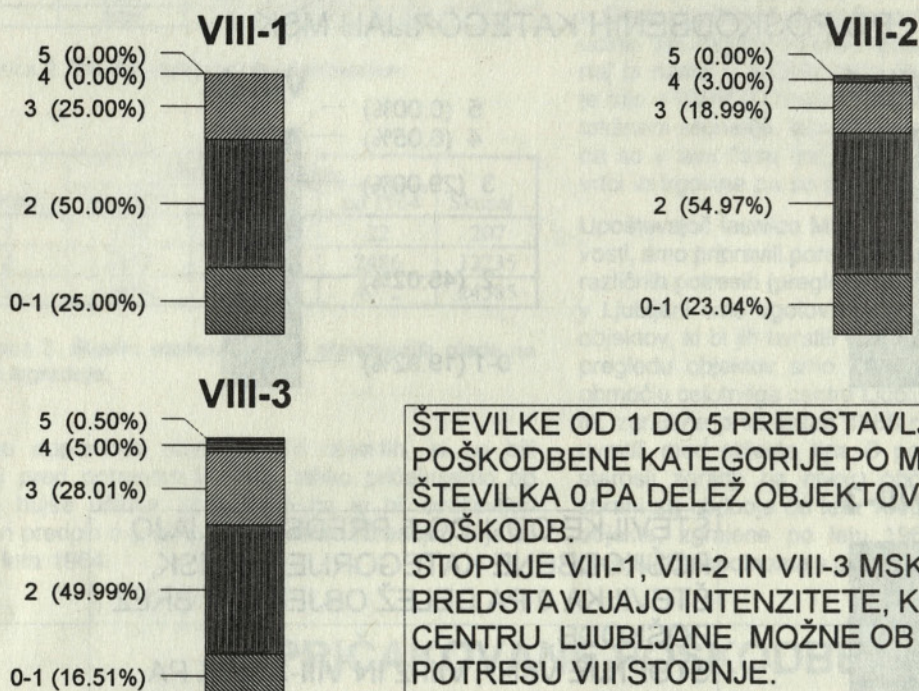 VIII-1
5 (0.00%)
4 (0.00%)
3 (25.00%)
2 (50.00%)
0-1 (25.00%)
VIII-2
5 (0.00%)
4 (3.00%)
3 (18.99%)
2 (54.97%)
0-1 (23.04%)
VIII-3
5 (0.50%)
4 (5.00%)
3 (28.01%)
2 (49.99%)
0-1 (16.51%)
ŠTEVILKE OD 1 DO 5 PREDSTAVLJ
POŠKODBENE KATEGORIJE PO M
ŠTEVILKA 0 PA DELEŽ OBJEKTOV
POŠKODB.
STOPNJE VIII-1, VIII-2 IN VIII-3 MSK
PREDSTAVLJAJO INTENZITETE, K
CENTRU LJUBLJANE MOŽNE OB
POTRESU VIII STOPNJE.